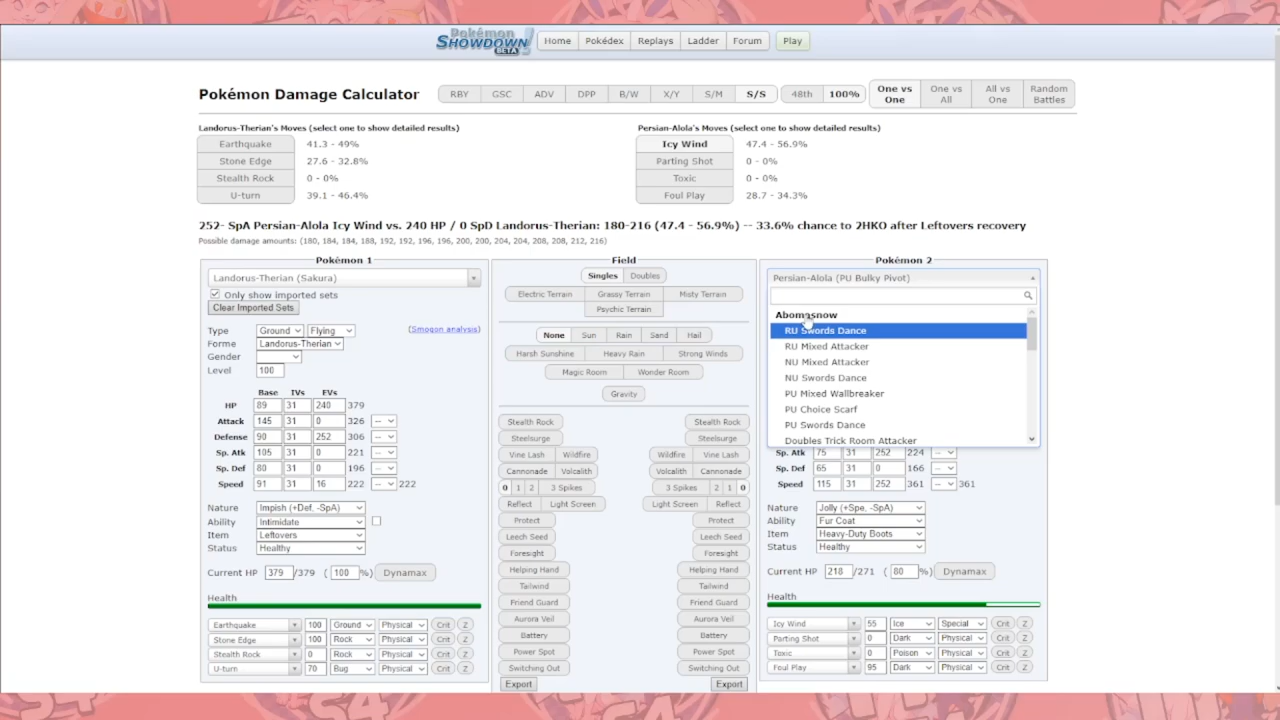 Pokémon
SHOWDOWN!
BETA
Home Pokédex Replays Ladder Forum Play
Pokémon Damage Calculator
RBY GSC ADV DPP B/W X/Y S/M S/S
48th 100%
One vs One
One vs All
All vs One
Random Battles
Landorus-Therian's Moves (select one to show detailed results)
Earthquake 41.3 - 49%
Stone Edge 27.6 - 32.8%
Stealth Rock 0 - 0%
U-turn 39.1 - 46.4%
Persian-Alola's Moves (select one to show detailed results)
Icy Wind 47.4 - 56.9%
Parting Shot 0 - 0%
Toxic 0 - 0%
Foul Play 28.7 - 34.3%
252- SpA Persian-Alola Icy Wind vs. 240 HP / 0 SpD Landorus-Therian: 180-216 (47.4 - 56.9%) -- 33.6% chance to 2HKO after Leftovers recovery
Possible damage amounts: (180, 184, 184, 188, 192, 192, 196, 196, 200, 200, 204, 204, 208, 208, 212, 216)
Pokémon 1
Landorus-Therian (Sakura)
Only show imported sets
Clear Imported Sets
Type Ground Flying (Smogon analysis)
Forme Landorus-Therian
Gender
Level 100
Base IVs EVs
HP 89 31 240 379
Attack 145 31 0 326 --
Defense 90 31 252 306 --
Sp. Atk 105 31 0 221 --
Sp. Def 80 31 0 196 --
Speed 91 31 16 222 -- 222
Nature Impish (+Def, -SpA)
Ability Intimidate
Item Leftovers
Status Healthy
Current HP 379 /379 ( 100 %) Dynamax
Health
Earthquake 100 Ground Physical Crit Z
Stone Edge 100 Rock Physical Crit Z
Stealth Rock 0 Rock Physical Crit Z
U-turn 70 Bug Physical Crit Z
Field
Singles Doubles
Electric Terrain Grassy Terrain Misty Terrain
Psychic Terrain
None Sun Rain Sand Hail
Harsh Sunshine Heavy Rain Strong Winds
Magic Room Wonder Room
Gravity
Stealth Rock Stealth Rock
Steelsurge Steelsurge
Vine Lash Wildfire Wildfire Vine Lash
Cannonade Volcalith Volcalith Cannonade
0 1 2 3 Spikes 3 Spikes 2 1 0
Reflect Light Screen Light Screen Reflect
Protect Protect
Leech Seed Leech Seed
Foresight Foresight
Helping Hand Helping Hand
Tailwind Tailwind
Friend Guard Friend Guard
Aurora Veil Aurora Veil
Battery Battery
Power Spot Power Spot
Switching Out Switching Out
Export Export
Pokémon 2
Persian-Alola (PU Bulky Pivot)
Abomasnow
RU Swords Dance
RU Mixed Attacker
NU Mixed Attacker
NU Swords Dance
PU Mixed Wallbreaker
PU Choice Scarf
PU Swords Dance
Doubles Trick Room Attacker
Sp. Atk 75 31 252 224 --
Sp. Def 65 31 0 166 --
Speed 115 31 252 361 -- 361
Nature Jolly (+Spe, -SpA)
Ability Fur Coat
Item Heavy-Duty Boots
Status Healthy
Current HP 218 /271 ( 80 %) Dynamax
Health
Icy Wind 55 Ice Special Crit Z
Parting Shot 0 Dark Physical Crit Z
Toxic 0 Poison Physical Crit Z
Foul Play 95 Dark Physical Crit Z